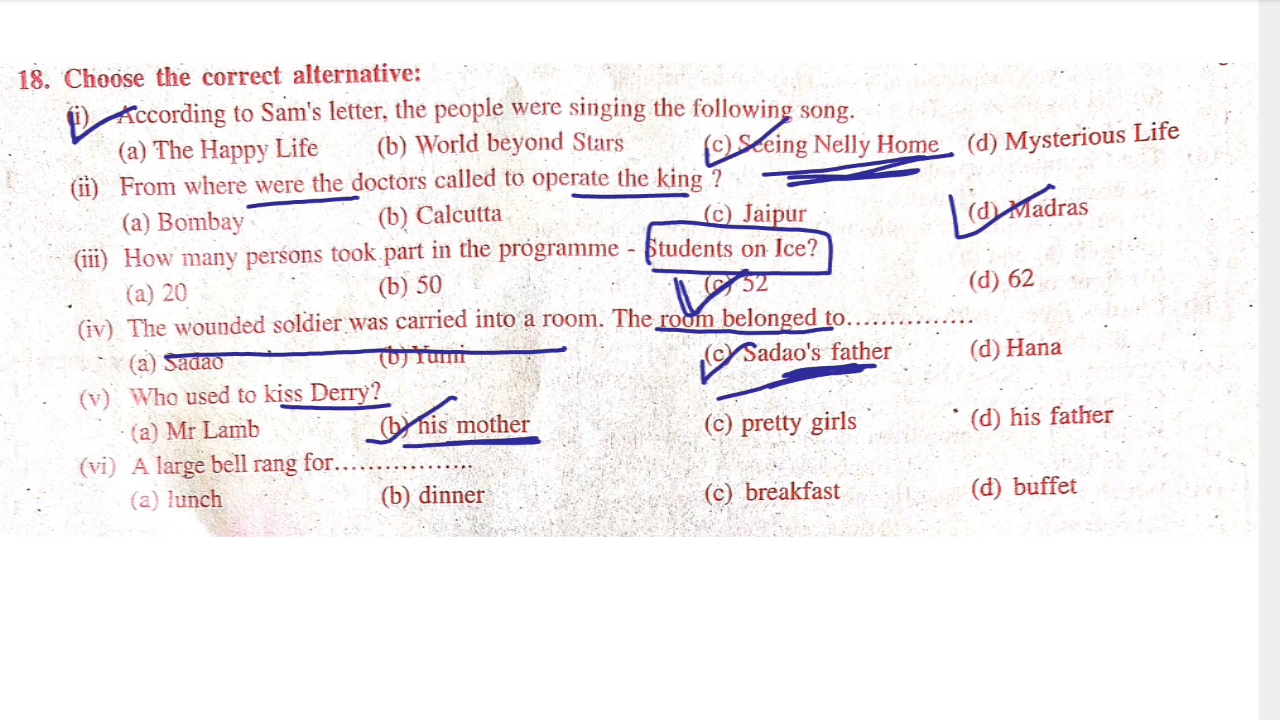 18. Choose the correct alternative:
(i) According to Sam's letter, the people were singing the following song.
(a) The Happy Life (b) World beyond Stars (c) Seeing Nelly Home (d) Mysterious Life
(ii) From where were the doctors called to operate the king ?
(a) Bombay (b) Calcutta (c) Jaipur (d) Madras
(iii) How many persons took part in the programme - Students on Ice?
(a) 20 (b) 50 (c) 52 (d) 62
(iv) The wounded soldier was carried into a room. The room belonged to................
(a) Sadao (b) Yumi (c) Sadao's father (d) Hana
(v) Who used to kiss Derry?
(a) Mr Lamb (b) his mother (c) pretty girls (d) his father
(vi) A large bell rang for.................
(a) lunch (b) dinner (c) breakfast (d) buffet